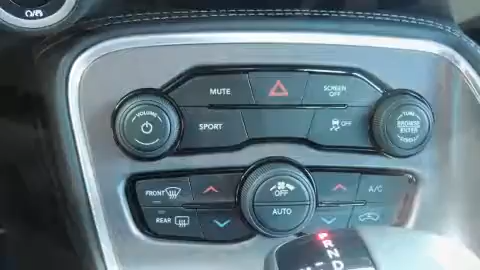 MUTE
SCREEN
OFF
VOLUME
SPORT
OFF
TUNE
BROWSE
ENTER
FRONT
OFF
A/C
REAR
AUTO
P
R
N
D